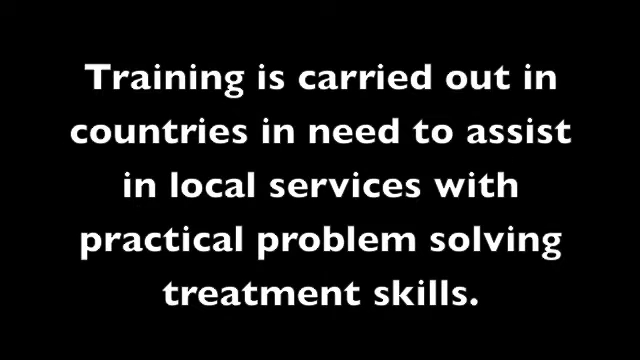 Training is carried out in
countries in need to assist
in local services with
practical problem solving
treatment skills.